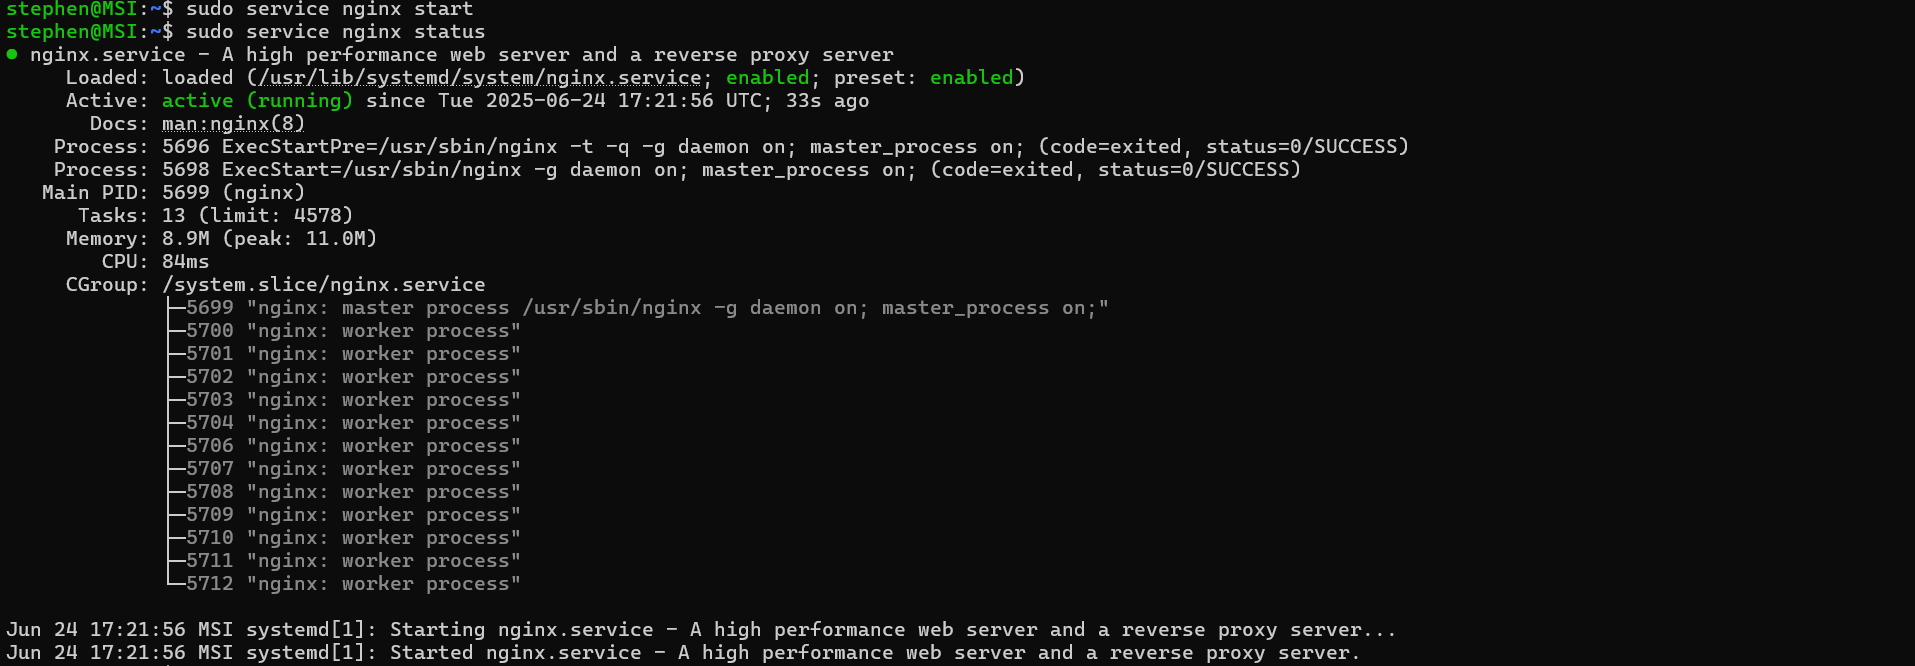 stephen@MSI:~$ sudo service nginx start
stephen@MSI:~$ sudo service nginx status
● nginx.service - A high performance web server and a reverse proxy server
     Loaded: loaded (/usr/lib/systemd/system/nginx.service; enabled; preset: enabled)
     Active: active (running) since Tue 2025-06-24 17:21:56 UTC; 33s ago
       Docs: man:nginx(8)
    Process: 5696 ExecStartPre=/usr/sbin/nginx -t -q -g daemon on; master_process on; (code=exited, status=0/SUCCESS)
    Process: 5698 ExecStart=/usr/sbin/nginx -g daemon on; master_process on; (code=exited, status=0/SUCCESS)
   Main PID: 5699 (nginx)
      Tasks: 13 (limit: 4578)
     Memory: 8.9M (peak: 11.0M)
        CPU: 84ms
     CGroup: /system.slice/nginx.service
             ├─5699 "nginx: master process /usr/sbin/nginx -g daemon on; master_process on;"
             ├─5700 "nginx: worker process"
             ├─5701 "nginx: worker process"
             ├─5702 "nginx: worker process"
             ├─5703 "nginx: worker process"
             ├─5704 "nginx: worker process"
             ├─5706 "nginx: worker process"
             ├─5707 "nginx: worker process"
             ├─5708 "nginx: worker process"
             ├─5709 "nginx: worker process"
             ├─5710 "nginx: worker process"
             ├─5711 "nginx: worker process"
             └─5712 "nginx: worker process"
Jun 24 17:21:56 MSI systemd[1]: Starting nginx.service - A high performance web server and a reverse proxy server...
Jun 24 17:21:56 MSI systemd[1]: Started nginx.service - A high performance web server and a reverse proxy server.